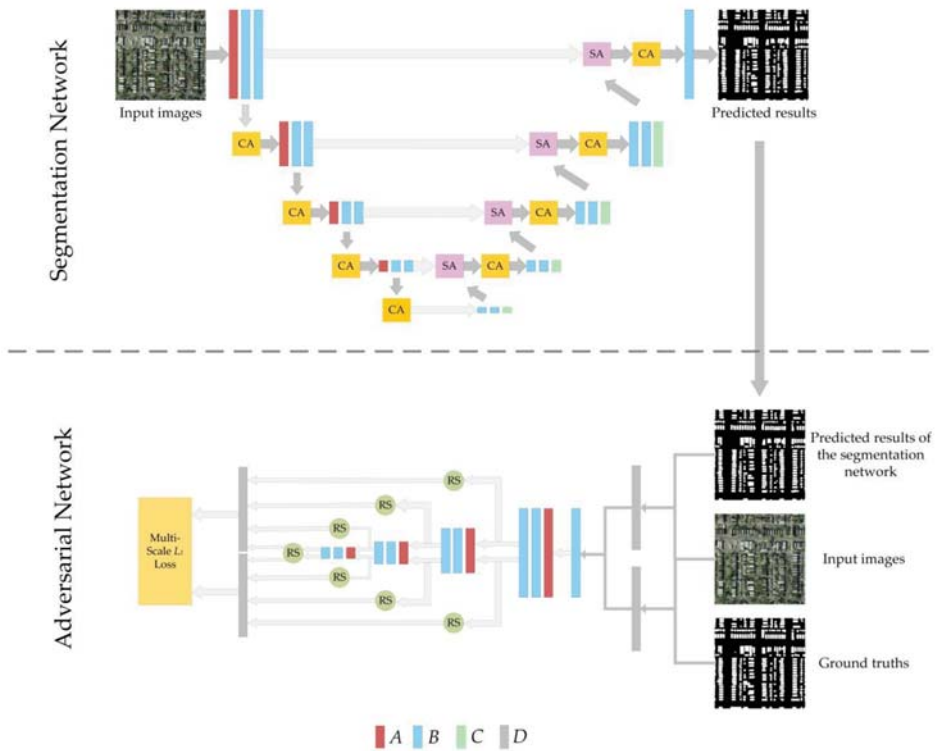 Segmentation Network
Input images
SA
CA
Predicted results
CA
SA
CA
CA
SA
CA
CA
SA
CA
CA
Adversarial Network
Multi-
Scale L₁
Loss
RS
RS
RS
RS
RS
RS
RS
Predicted results of
the segmentation
network
Input images
Ground truths
A B C D